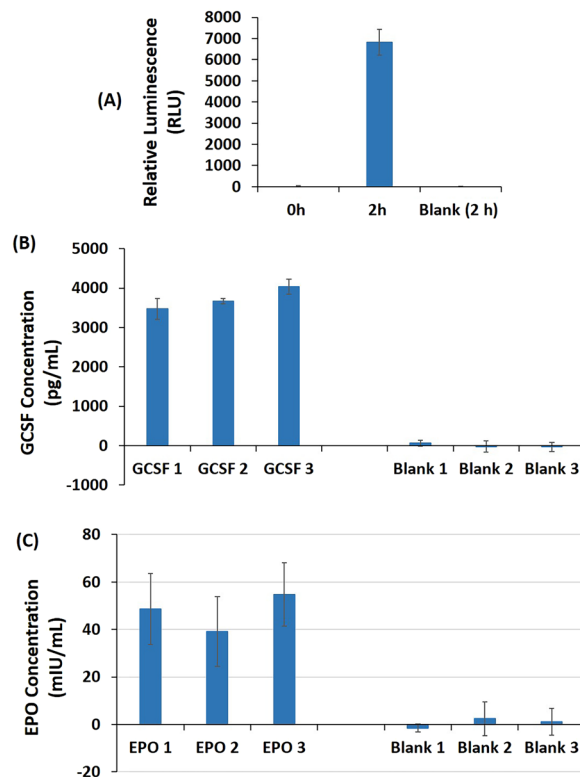 (A)
Relative Luminescence
(RLU)
8000
7000
6000
5000
4000
3000
2000
1000
0
0h 2h Blank (2 h)
(B)
GCSF Concentration
(pg/mL)
5000
4000
3000
2000
1000
0
-1000
GCSF 1 GCSF 2 GCSF 3 Blank 1 Blank 2 Blank 3
(C)
EPO Concentration
(mIU/mL)
80
60
40
20
0
-20
EPO 1 EPO 2 EPO 3 Blank 1 Blank 2 Blank 3